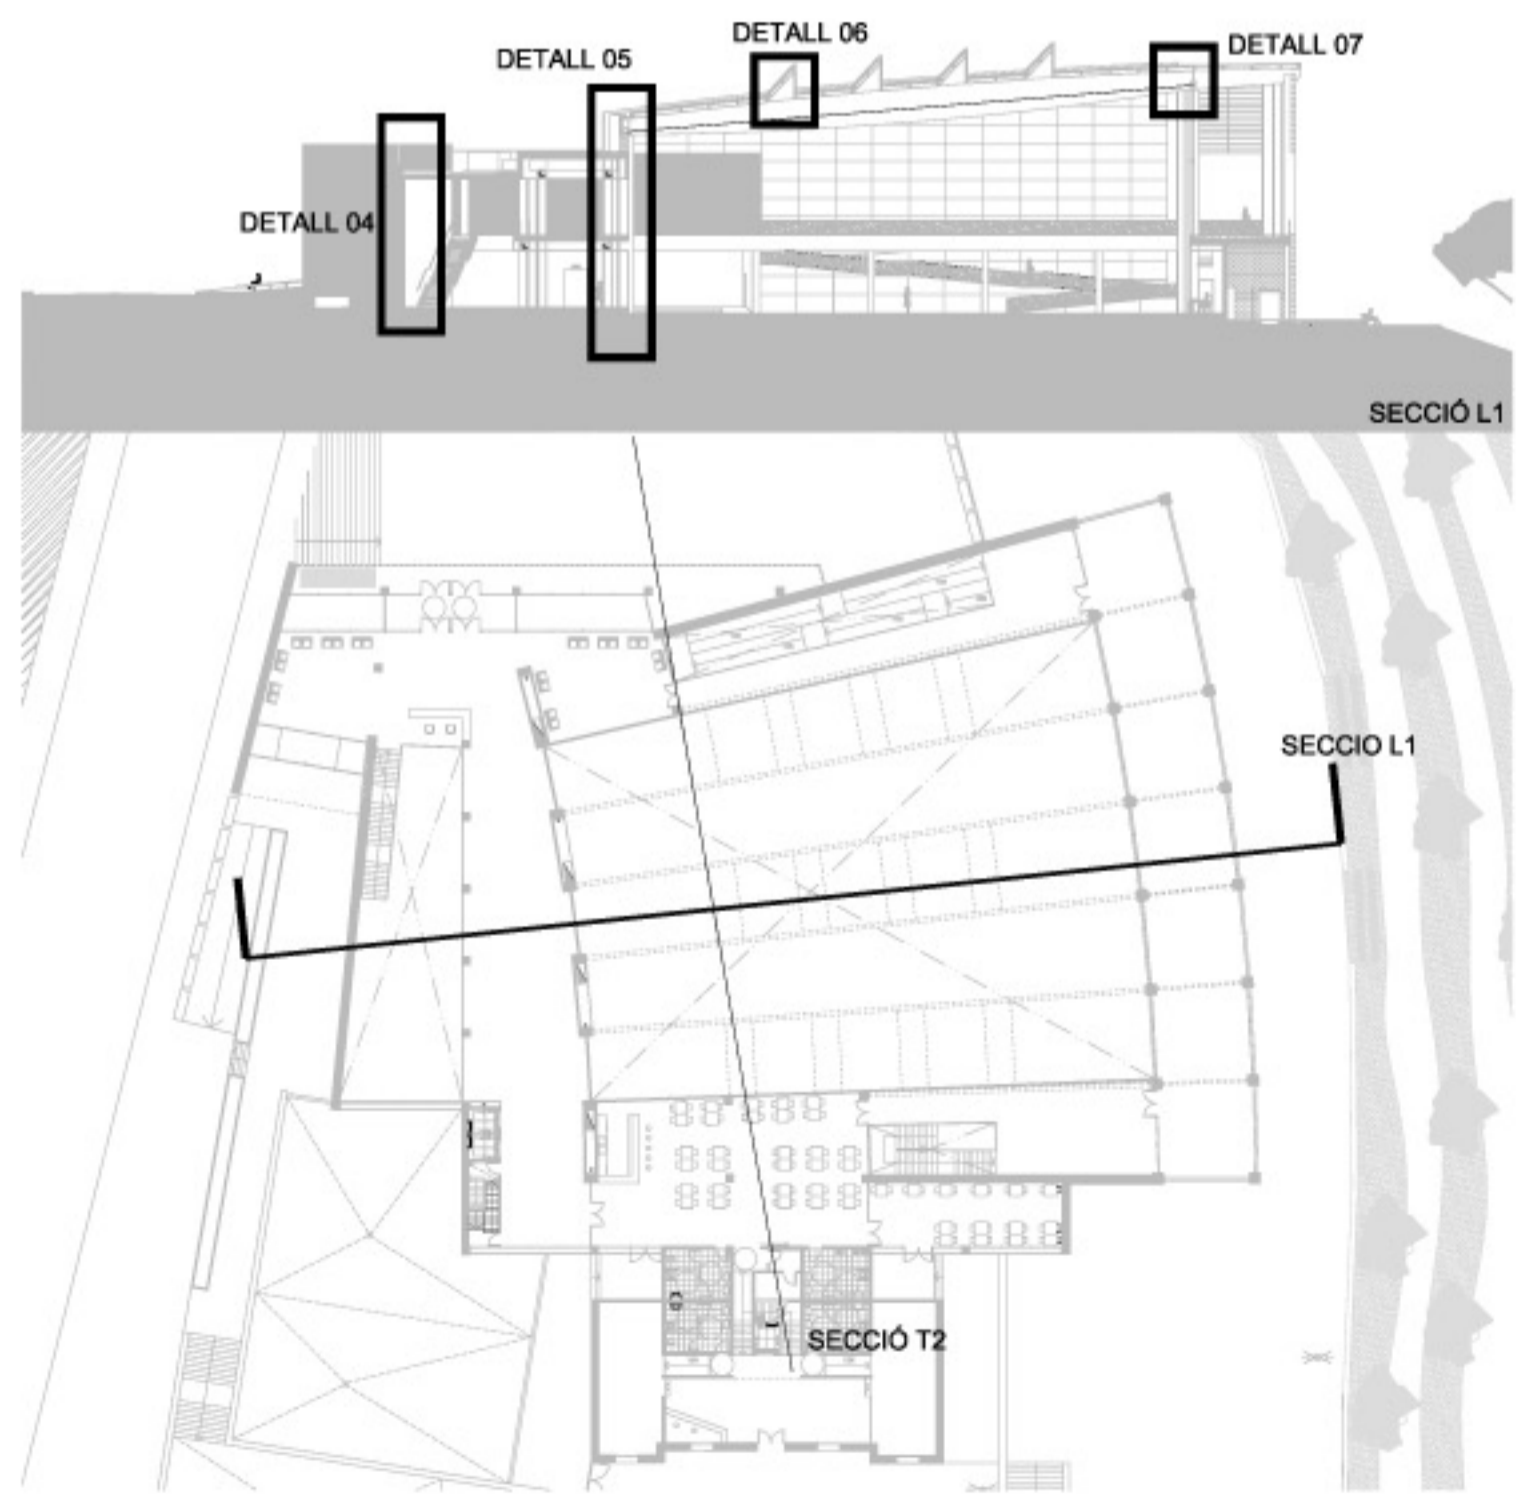 DETALL 06
DETALL 07
DETALL 05
DETALL 04
SECCIÓ L1
SECCIO L1
SECCIÓ T2